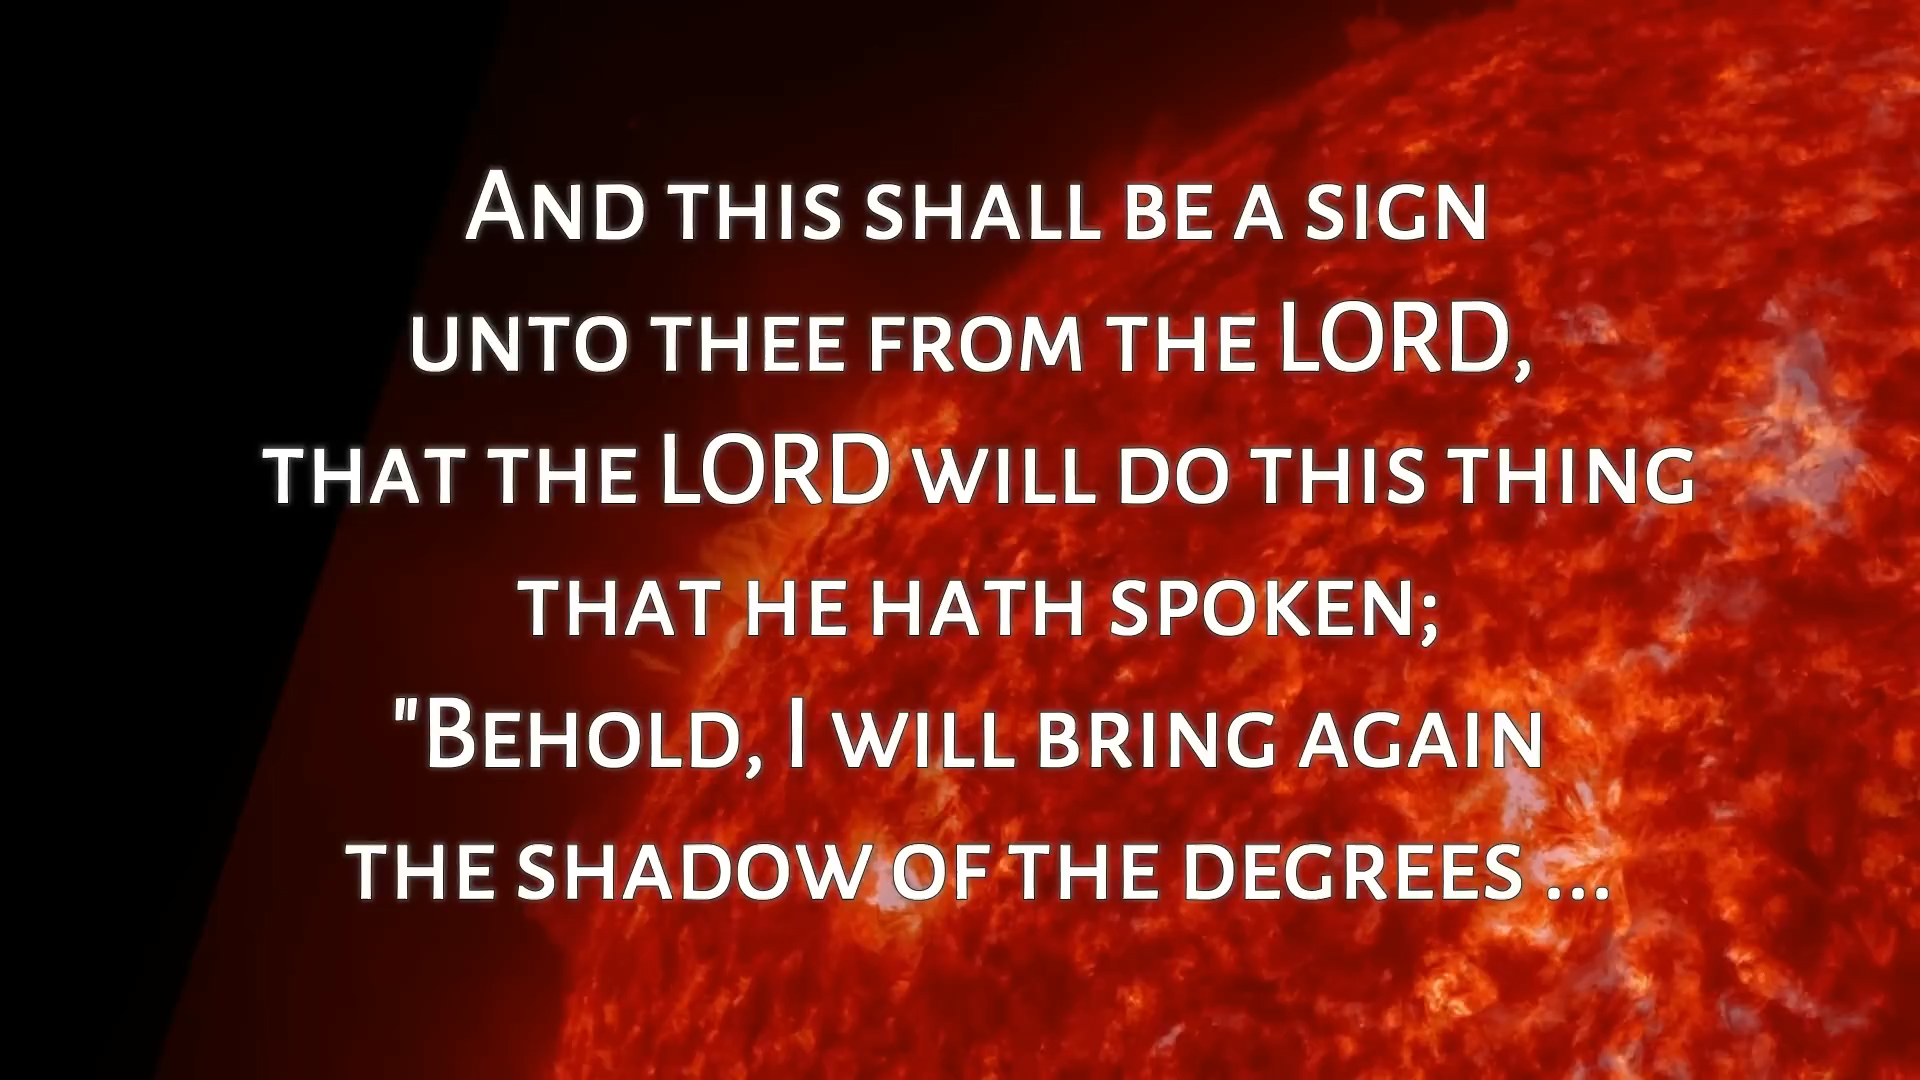 And this shall be a sign
unto thee from the LORD,
that the LORD will do this thing
that he hath spoken;
"Behold, I will bring again
the shadow of the degrees ...